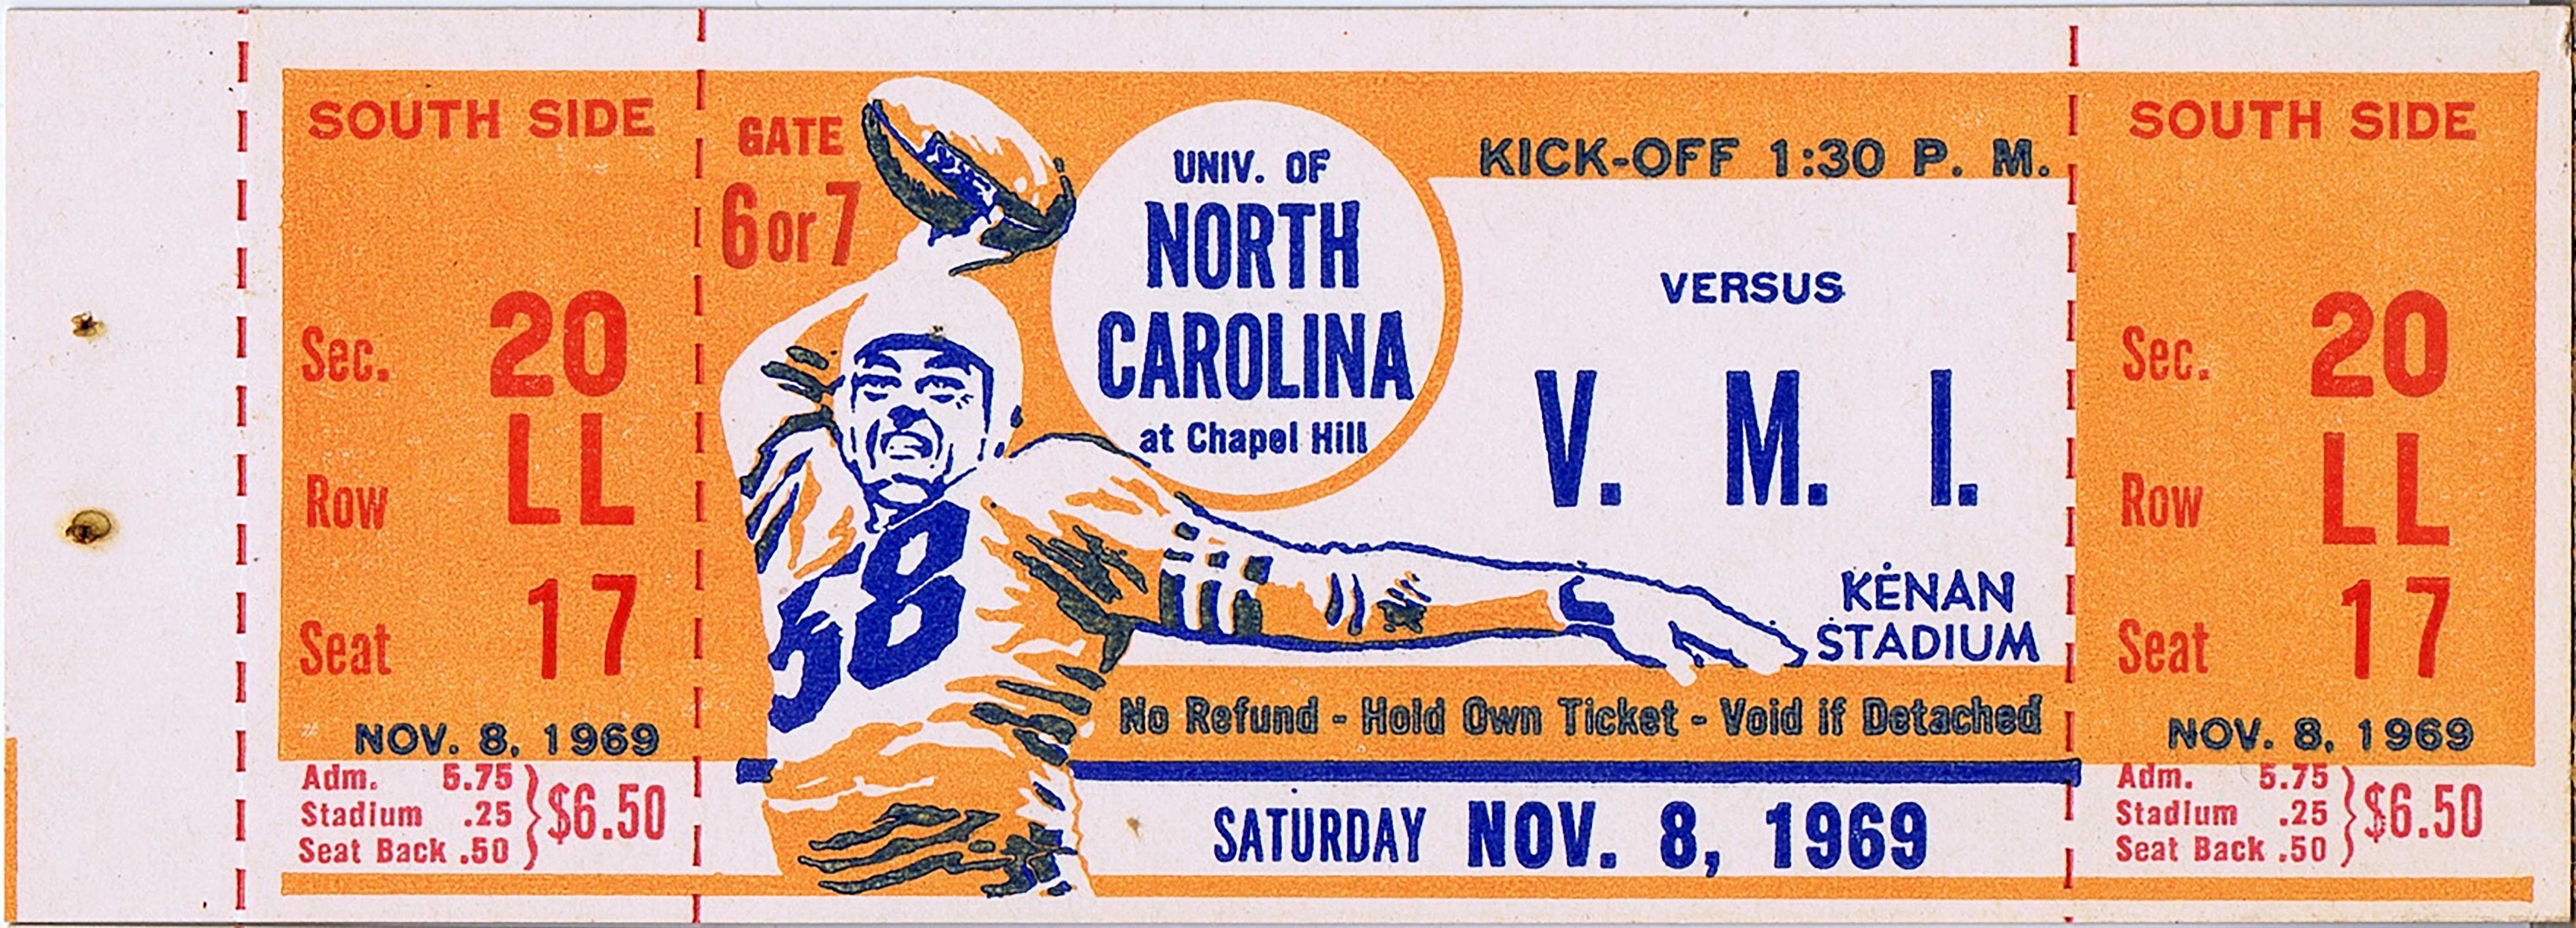 SOUTH SIDE
Sec. 20
Row LL
Seat 17
NOV. 8, 1969
Adm. 5.75
Stadium .25
Seat Back .50
$6.50
GATE
6 or 7
58
UNIV. OF
NORTH
CAROLINA
at Chapel Hill
KICK-OFF 1:30 P. M.
VERSUS
V. M. I.
KENAN
STADIUM
No Refund - Hold Own Ticket - Void if Detached
SATURDAY NOV. 8, 1969
SOUTH SIDE
Sec. 20
Row LL
Seat 17
NOV. 8, 1969
Adm. 5.75
Stadium .25
Seat Back .50
$6.50